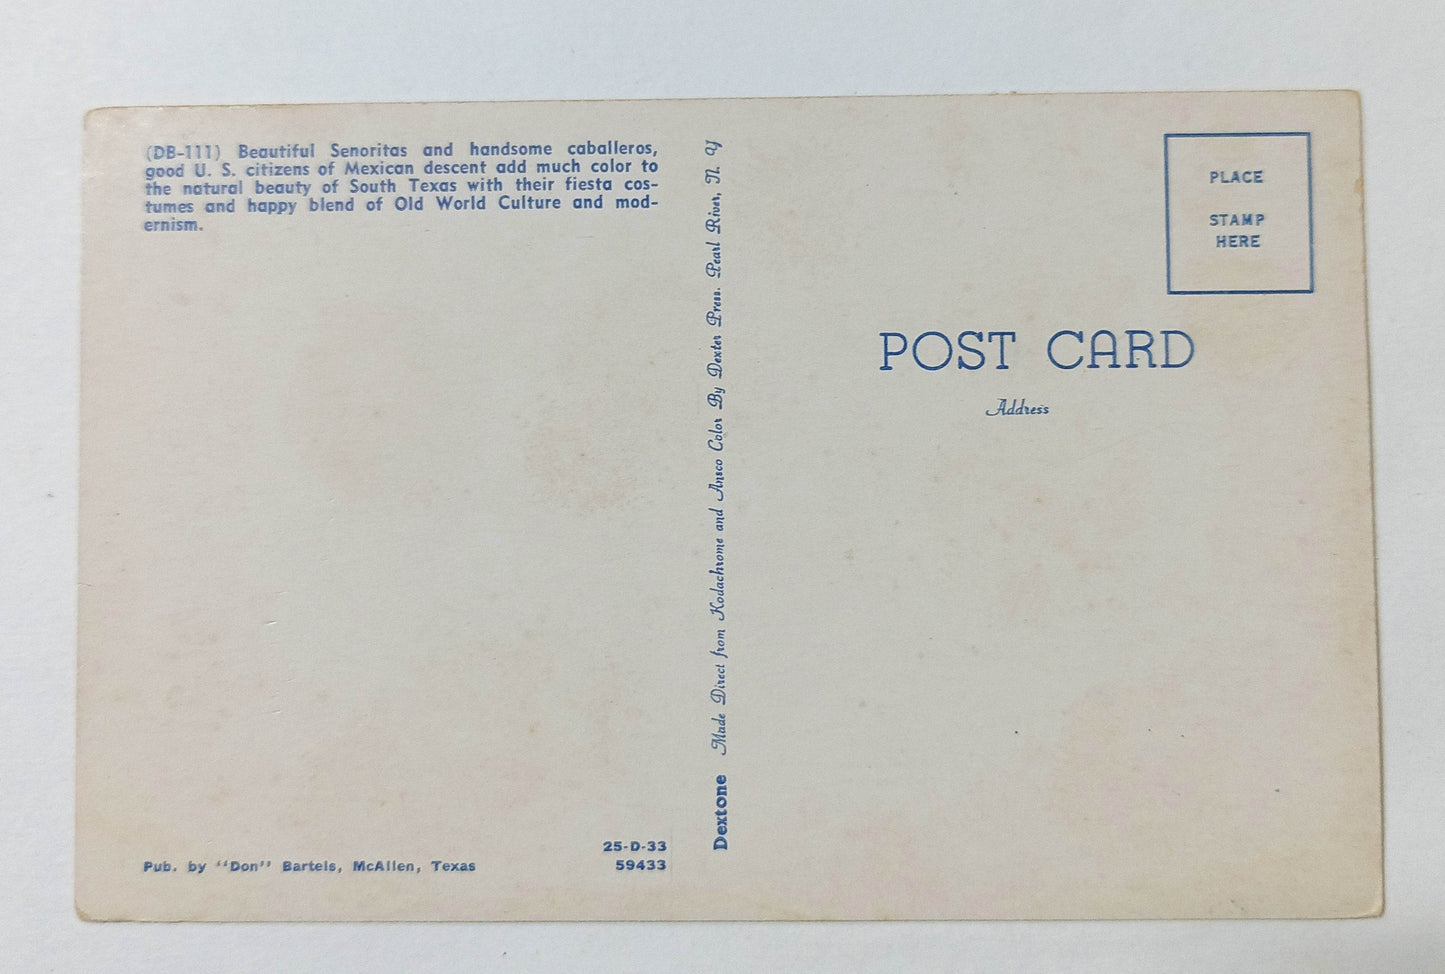 (DB-111) Beautiful Senoritas and handsome caballeros,
good U. S. citizens of Mexican descent add much color to
the natural beauty of South Texas with their fiesta cos-
tumes and happy blend of Old World Culture and mod-
ernism.
Pub. by "Don" Bartels, McAllen, Texas
25-D-33
59433
Dextone Made Direct from Kodachrome and Ansco Color By Dexter Press. Pearl River, N. Y
PLACE
STAMP
HERE
POST CARD
Address